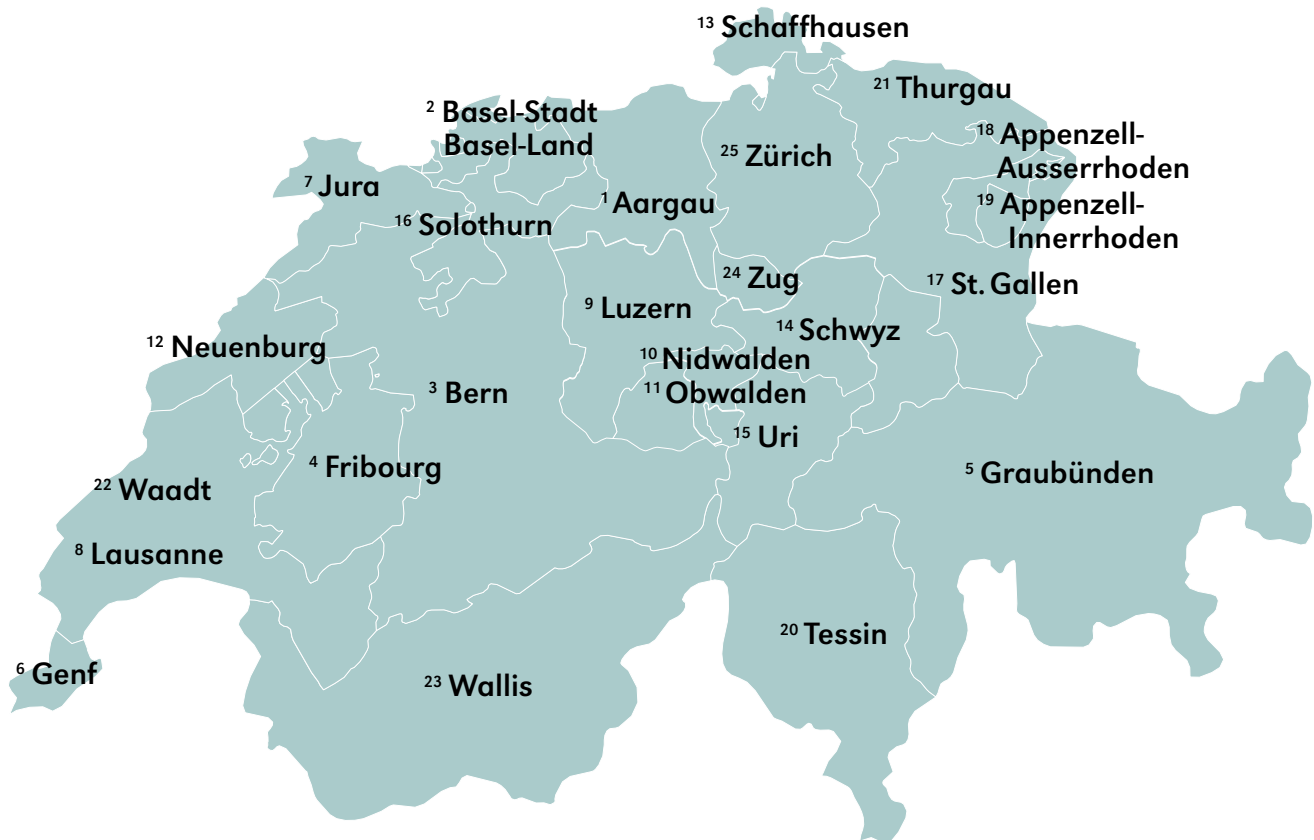 13 Schaffhausen
21 Thurgau
2 Basel-Stadt
Basel-Land
18 Appenzell-
Ausserrhoden
25 Zürich
7 Jura
1 Aargau
19 Appenzell-
Innerrhoden
16 Solothurn
24 Zug
17 St. Gallen
9 Luzern
14 Schwyz
12 Neuenburg
10 Nidwalden
3 Bern
11 Obwalden
15 Uri
4 Fribourg
5 Graubünden
22 Waadt
8 Lausanne
20 Tessin
6 Genf
23 Wallis